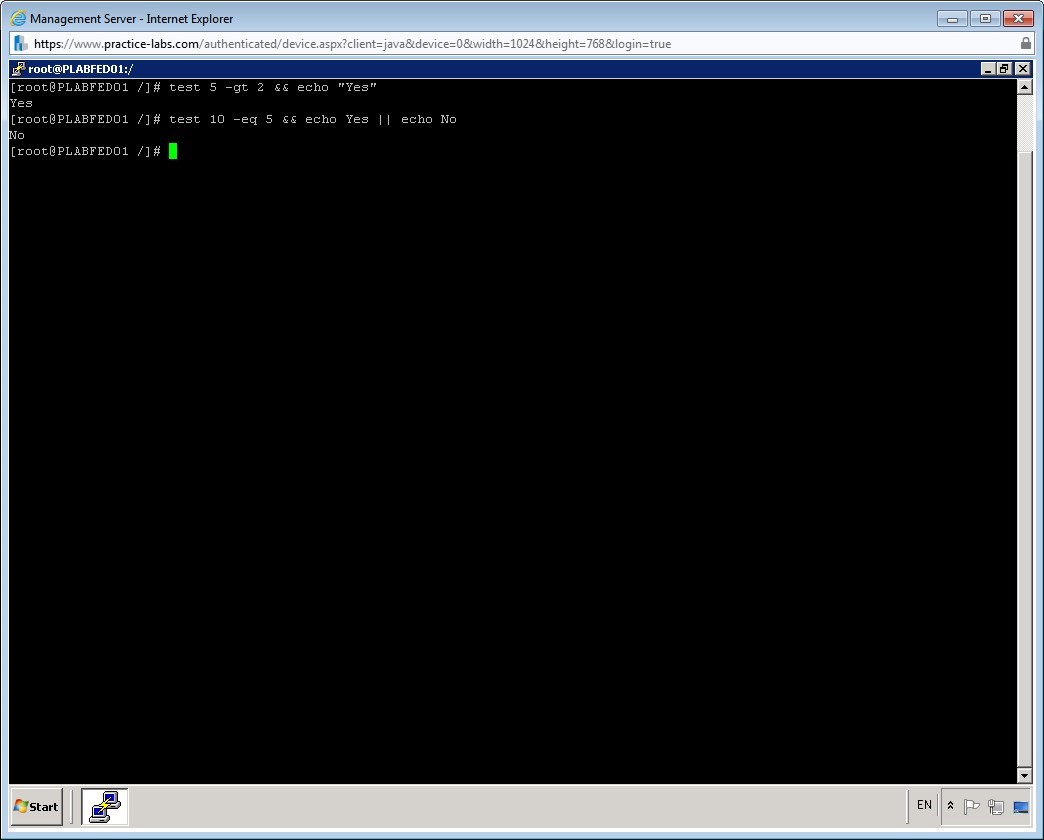 Management Server - Internet Explorer
https://www.practice-labs.com/authenticated/device.aspx?client=java&device=0&width=1024&height=768&login=true
root@PLABFED01:/
[root@PLABFED01 /]# test 5 -gt 2 && echo "Yes"
Yes
[root@PLABFED01 /]# test 10 -eq 5 && echo Yes || echo No
No
[root@PLABFED01 /]#
Start
EN